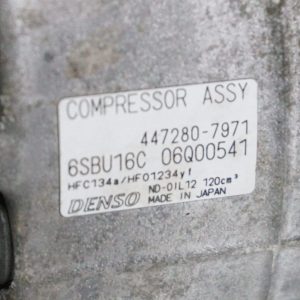 COMPRESSOR ASSY
447280-7971
6SBU16C 06Q00541
HFC134a/HFO1234yf
ND-OIL12 120cm³
DENSO MADE IN JAPAN